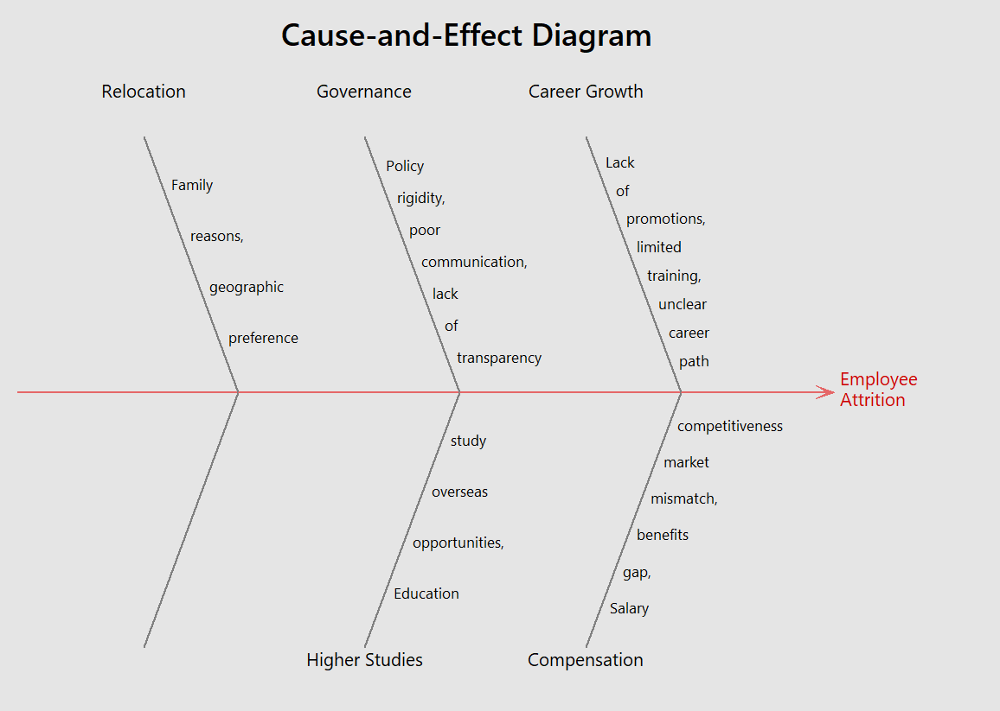 Cause-and-Effect Diagram
Relocation
Governance
Career Growth
Family
reasons,
geographic
preference
Policy
rigidity,
poor
communication,
lack
of
transparency
Lack
of
promotions,
limited
training,
unclear
career
path
Employee
Attrition
study
overseas
opportunities,
Education
competitiveness
market
mismatch,
benefits
gap,
Salary
Higher Studies
Compensation